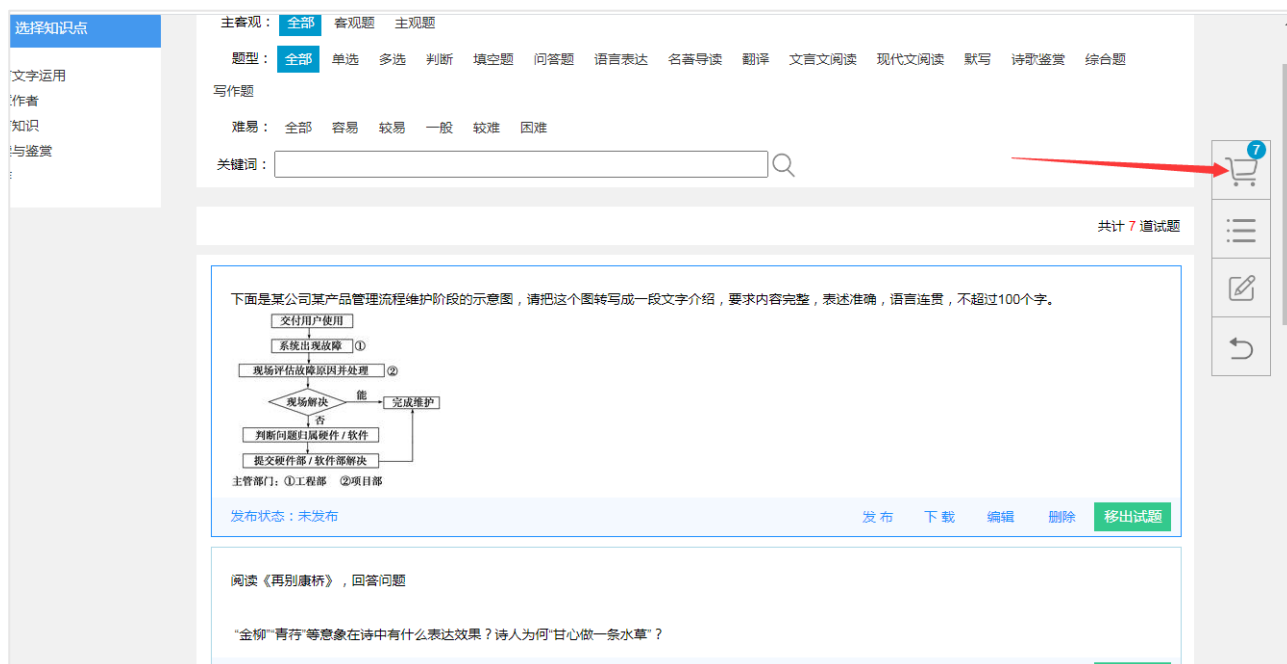 选择知识点
文字运用
作者
知识
与鉴赏
主客观： 全部 客观题 主观题
题型： 全部 单选 多选 判断 填空题 问答题 语言表达 名著导读 翻译 文言文阅读 现代文阅读 默写 诗歌鉴赏 综合题
写作题
难易： 全部 容易 较易 一般 较难 困难
关键词：
7
共计 7 道试题
下面是某公司某产品管理流程维护阶段的示意图，请把这个图转写成一段文字介绍，要求内容完整，表述准确，语言连贯，不超过100个字。
交付用户使用
系统出现故障 ①
现场评估故障原因并处理 ②
现场解决 能 完成维护
否
判断问题归属硬件/软件
提交硬件部/软件部解决
主管部门：①工程部 ②项目部
发布状态：未发布 发布 下载 编辑 删除 移出试题
阅读《再别康桥》，回答问题
“金柳”“青荇”等意象在诗中有什么表达效果？诗人为何“甘心做一条水草”？